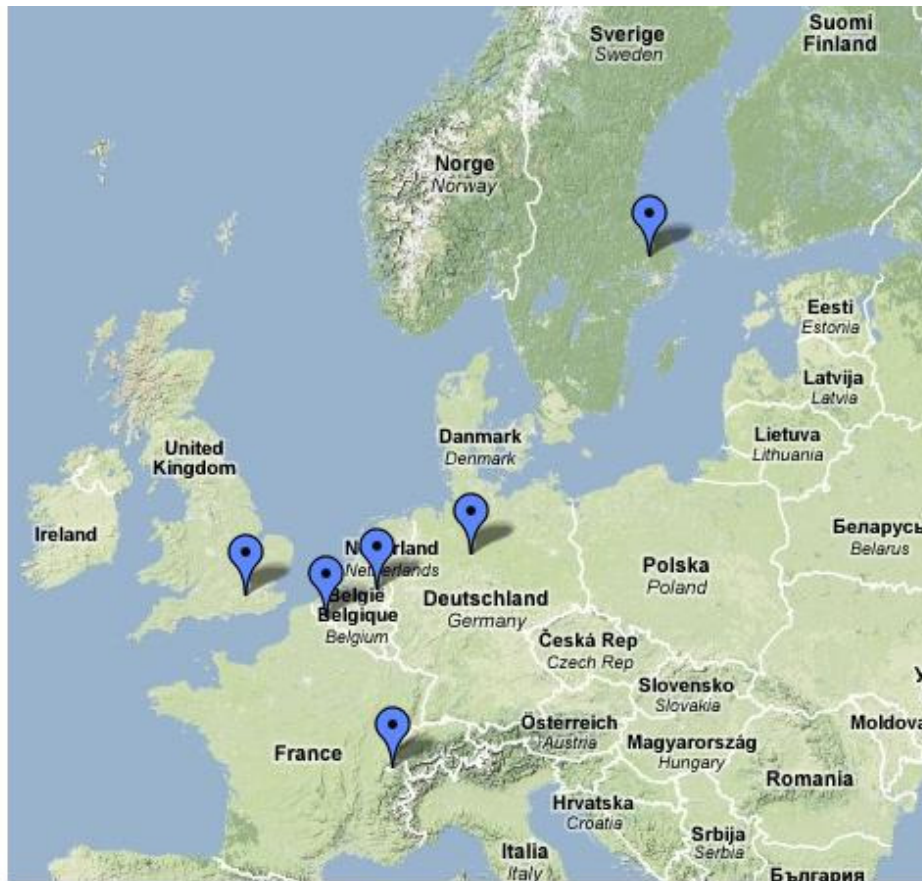 Suomi
Finland
Sverige
Sweden
Norge
Norway
Eesti
Estonia
Latvija
Latvia
Danmark
Denmark
Lietuva
Lithuania
United
Kingdom
Ireland
Беларусь
Belarus
Netherlands
Polska
Poland
België
Belgique
Belgium
Deutschland
Germany
Česká Rep
Czech Rep
Slovensko
Slovakia
Österreich
Austria
Moldova
France
Magyarország
Hungary
Romania
Hrvatska
Croatia
Srbija
Serbia
Italia
Italy
България